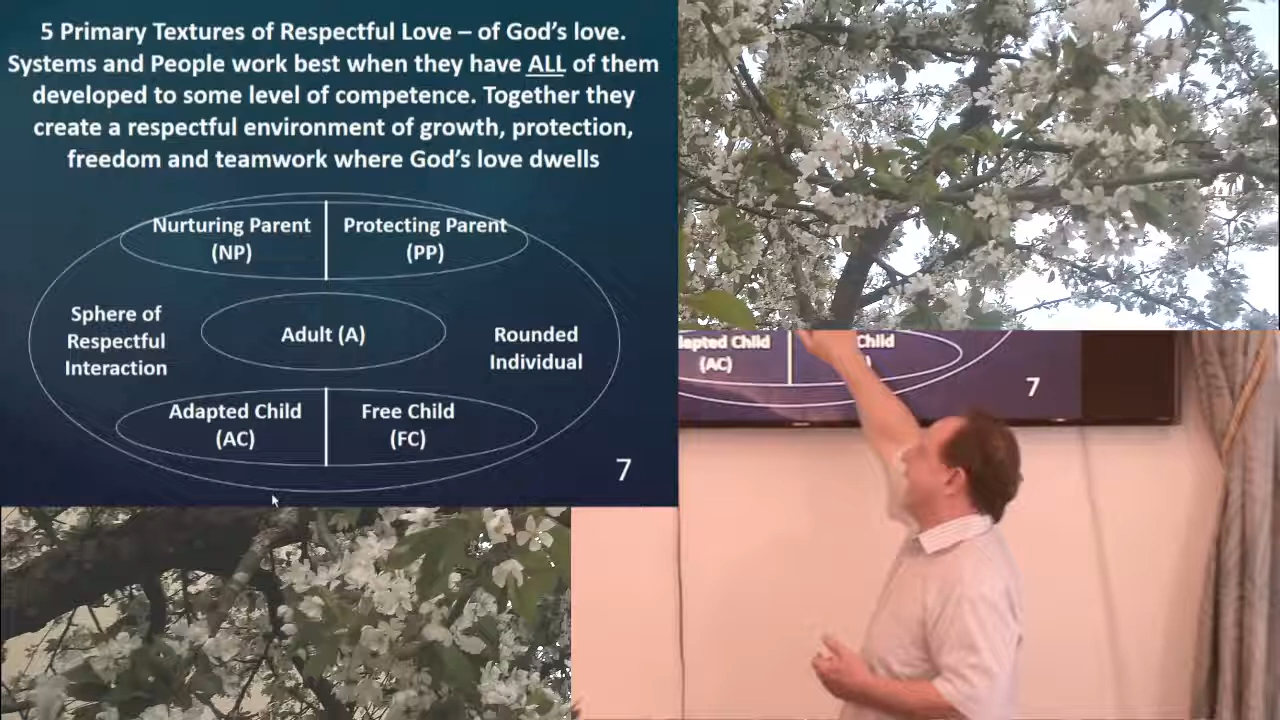 5 Primary Textures of Respectful Love – of God's love.
Systems and People work best when they have ALL of them
developed to some level of competence. Together they
create a respectful environment of growth, protection,
freedom and teamwork where God's love dwells
Nurturing Parent
(NP)
Protecting Parent
(PP)
Sphere of
Respectful
Interaction
Adult (A)
Rounded
Individual
Adapted Child
(AC)
Free Child
(FC)
7
Child
(AC)
Child
7